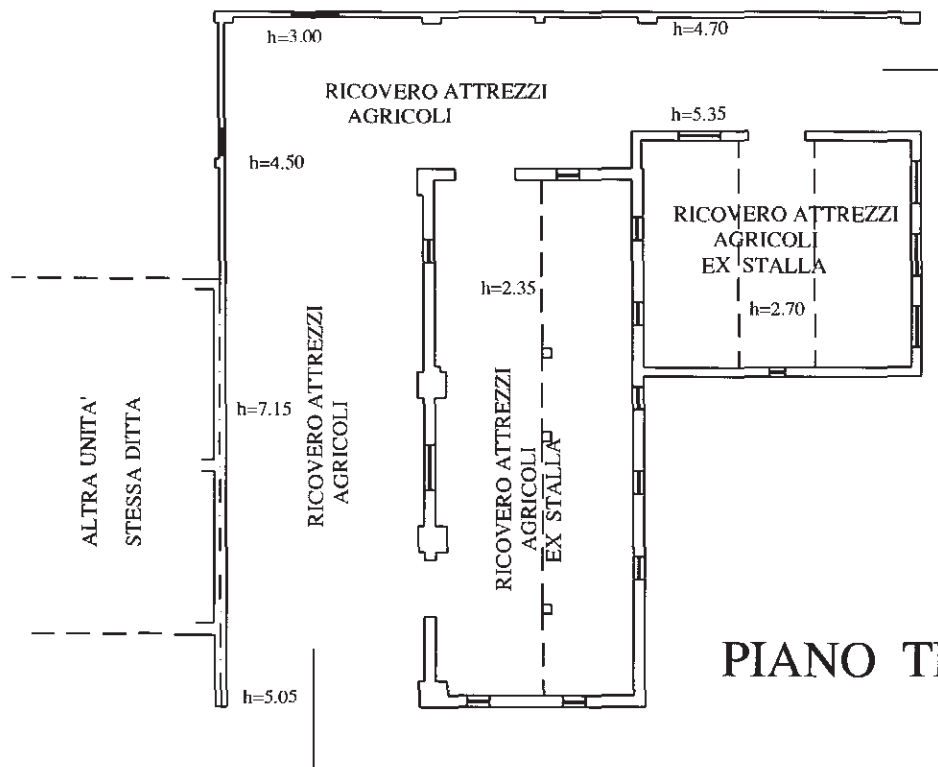 h=3.00
h=4.70
RICOVERO ATTREZZI
AGRICOLI
h=5.35
h=4.50
RICOVERO ATTREZZI
AGRICOLI
EX STALLA
h=2.35
h=2.70
ALTRA UNITA'
STESSA DITTA
h=7.15
RICOVERO ATTREZZI
AGRICOLI
RICOVERO ATTREZZI
AGRICOLI
EX STALLA
PIANO
h=5.05